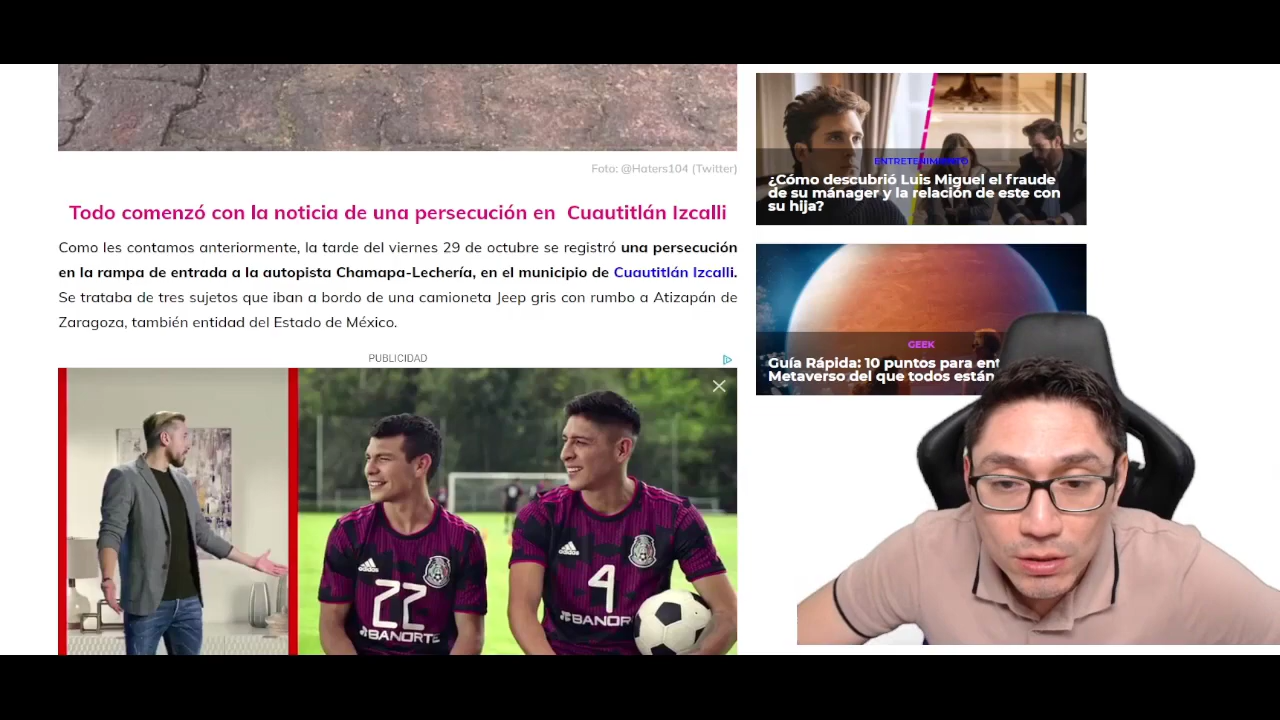 Foto: @Haters104 (Twitter)
Todo comenzó con la noticia de una persecución en Cuautitlán Izcalli
Como les contamos anteriormente, la tarde del viernes 29 de octubre se registró una persecución
en la rampa de entrada a la autopista Chamapa-Lechería, en el municipio de Cuautitlán Izcalli.
Se trataba de tres sujetos que iban a bordo de una camioneta Jeep gris con rumbo a Atizapán de
Zaragoza, también entidad del Estado de México.
PUBLICIDAD
adidas
22
BANORTE
adidas
4
BANOR
ENTRETENIMIENTO
¿Cómo descubrió Luis Miguel el fraude
de su mánager y la relación de este con
su hija?
GEEK
Guía Rápida: 10 puntos para ent
Metaverso del que todos están